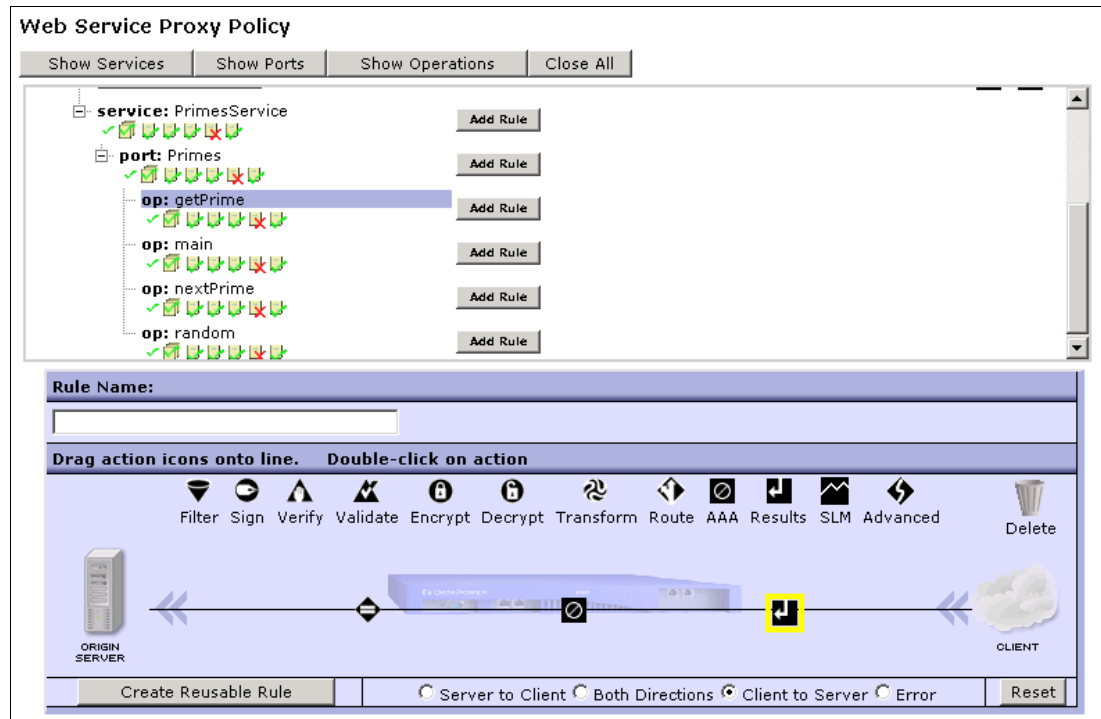 Web Service Proxy Policy
Show Services Show Ports Show Operations Close All
service: PrimesService Add Rule
port: Primes Add Rule
op: getPrime Add Rule
op: main Add Rule
op: nextPrime Add Rule
op: random Add Rule
Rule Name:
Drag action icons onto line. Double-click on action
Filter Sign Verify Validate Encrypt Decrypt Transform Route AAA Results SLM Advanced
Delete
ORIGIN
SERVER
CLIENT
Create Reusable Rule Server to Client Both Directions Client to Server Error Reset